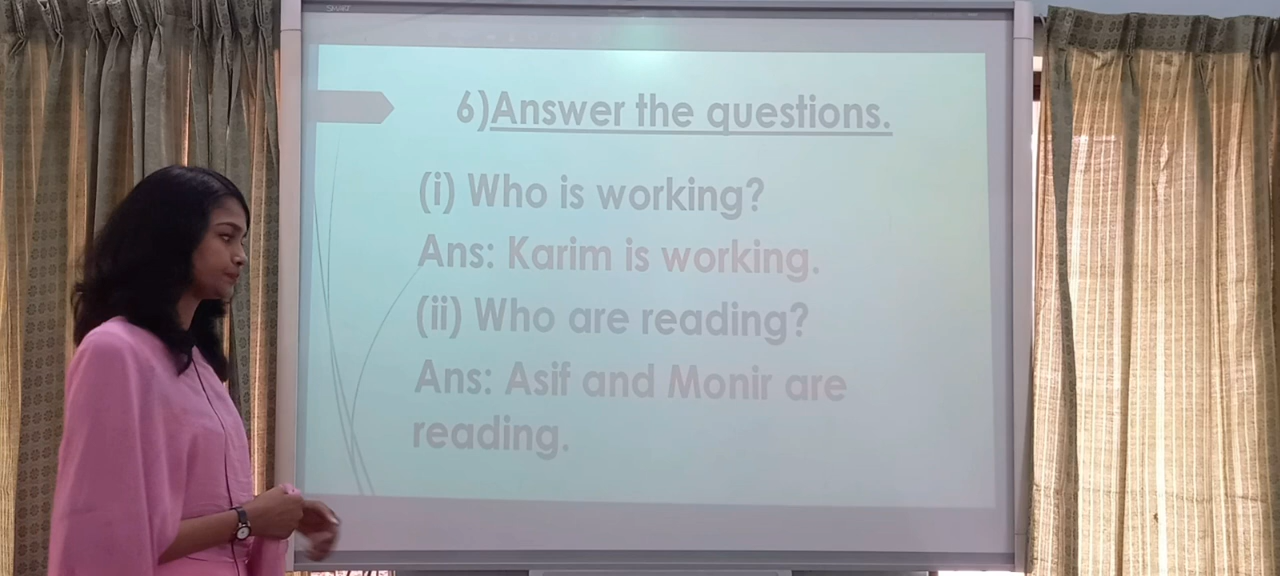 SMART
6)Answer the questions.
(i) Who is working?
Ans: Karim is working.
(ii) Who are reading?
Ans: Asif and Monir are
reading.